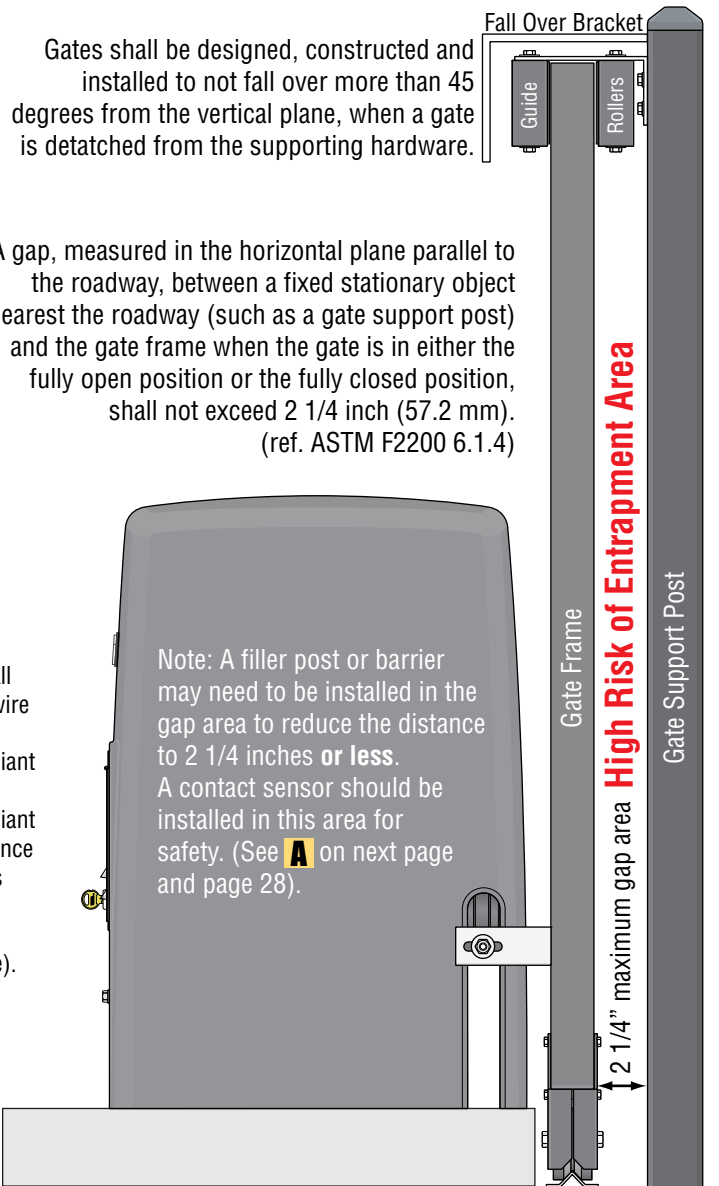 Fall Over Bracket
Gates shall be designed, constructed and
installed to not fall over more than 45
degrees from the vertical plane, when a gate
is detatched from the supporting hardware.
Guide
Rollers
A gap, measured in the horizontal plane parallel to
the roadway, between a fixed stationary object
earest the roadway (such as a gate support post)
and the gate frame when the gate is in either the
fully open position or the fully closed position,
shall not exceed 2 1/4 inch (57.2 mm).
(ref. ASTM F2200 6.1.4)
Note: A filler post or barrier
may need to be installed in the
gap area to reduce the distance
to 2 1/4 inches or less.
A contact sensor should be
installed in this area for
safety. (See A on next page
and page 28).
Gate Frame
2 1/4" maximum gap area High Risk of Entrapment Area
Gate Support Post